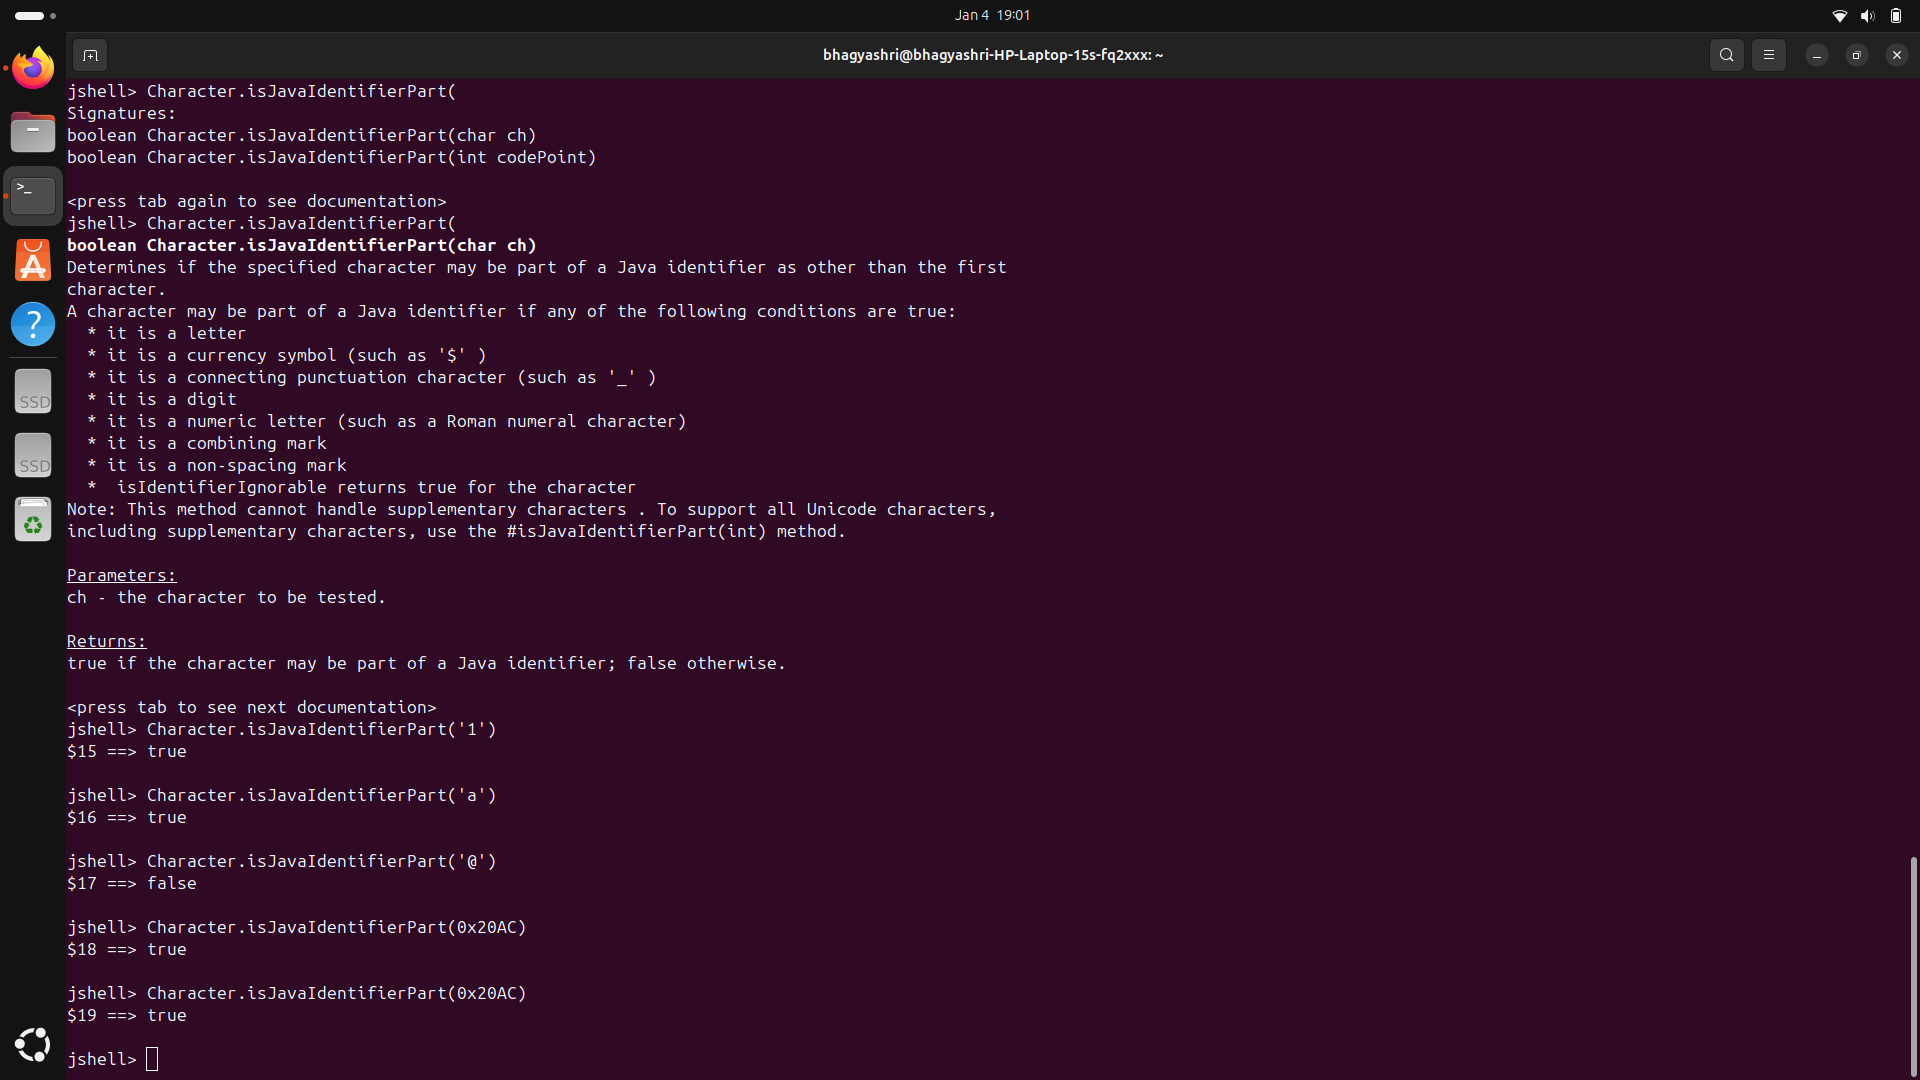 Jan 4 19:01
bhagyashri@bhagyashri-HP-Laptop-15s-fq2xxx: ~
jshell> Character.isJavaIdentifierPart(
Signatures:
boolean Character.isJavaIdentifierPart(char ch)
boolean Character.isJavaIdentifierPart(int codePoint)
<press tab again to see documentation>
jshell> Character.isJavaIdentifierPart(
boolean Character.isJavaIdentifierPart(char ch)
Determines if the specified character may be part of a Java identifier as other than the first
character.
A character may be part of a Java identifier if any of the following conditions are true:
* it is a letter
* it is a currency symbol (such as '$' )
* it is a connecting punctuation character (such as '_' )
* it is a digit
* it is a numeric letter (such as a Roman numeral character)
* it is a combining mark
* it is a non-spacing mark
*  isIdentifierIgnorable returns true for the character
Note: This method cannot handle supplementary characters . To support all Unicode characters,
including supplementary characters, use the #isJavaIdentifierPart(int) method.
Parameters:
ch - the character to be tested.
Returns:
true if the character may be part of a Java identifier; false otherwise.
<press tab to see next documentation>
jshell> Character.isJavaIdentifierPart('1')
$15 ==> true
jshell> Character.isJavaIdentifierPart('a')
$16 ==> true
jshell> Character.isJavaIdentifierPart('@')
$17 ==> false
jshell> Character.isJavaIdentifierPart(0x20AC)
$18 ==> true
jshell> Character.isJavaIdentifierPart(0x20AC)
$19 ==> true
jshell>
>_
A
?
SSD
SSD